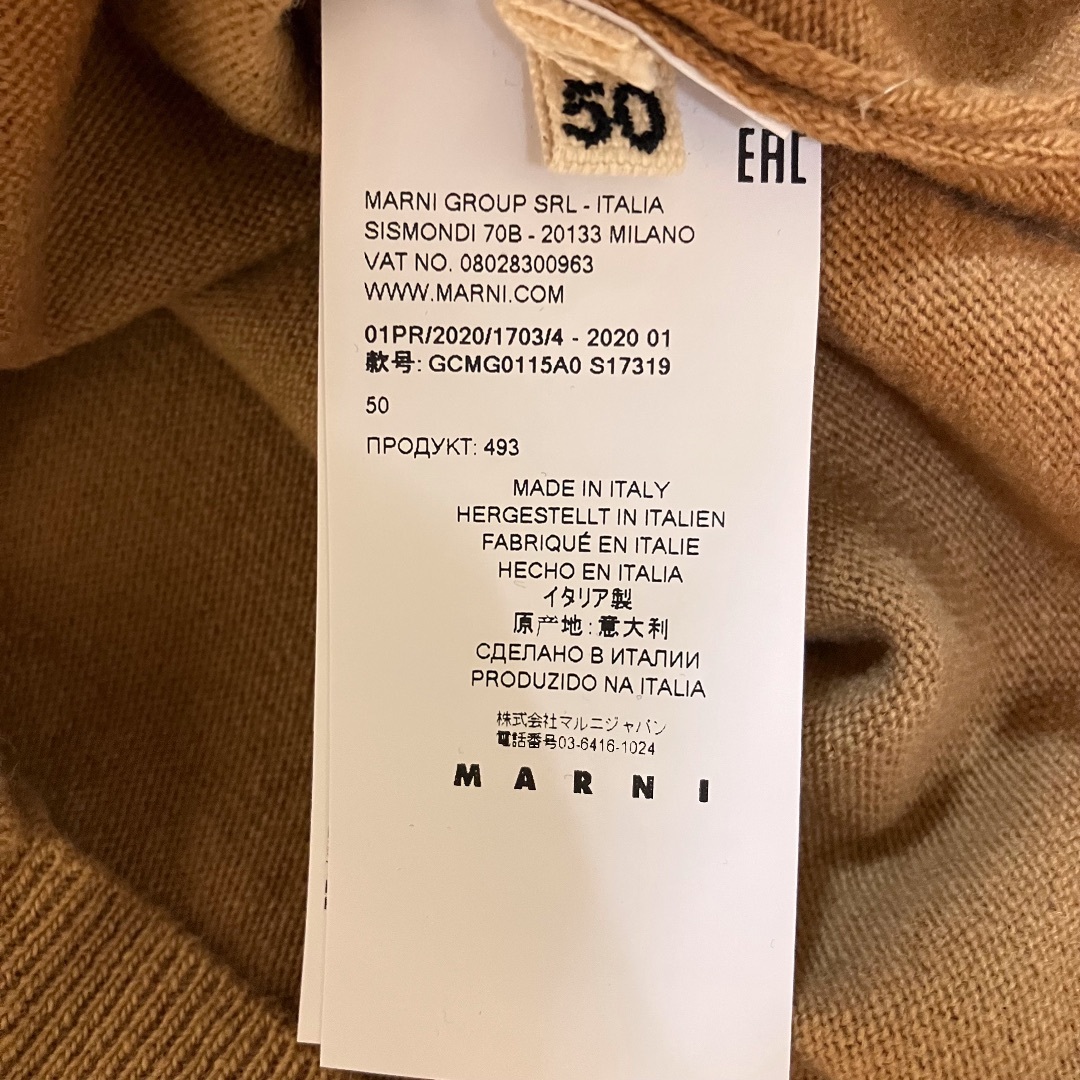 50
EAC
MARNI GROUP SRL - ITALIA
SISMONDI 70B - 20133 MILANO
VAT NO. 08028300963
WWW.MARNI.COM
01PR/2020/1703/4 - 2020 01
款号: GCMG0115A0 S17319
50
ПРОДУКТ: 493
MADE IN ITALY
HERGESTELLT IN ITALIEN
FABRIQUÉ EN ITALIE
HECHO EN ITALIA
イタリア製
原产地:意大利
СДЕЛАНО В ИТАЛИИ
PRODUZIDO NA ITALIA
株式会社マルニジャパン
電話番号03-6416-1024
MARNI